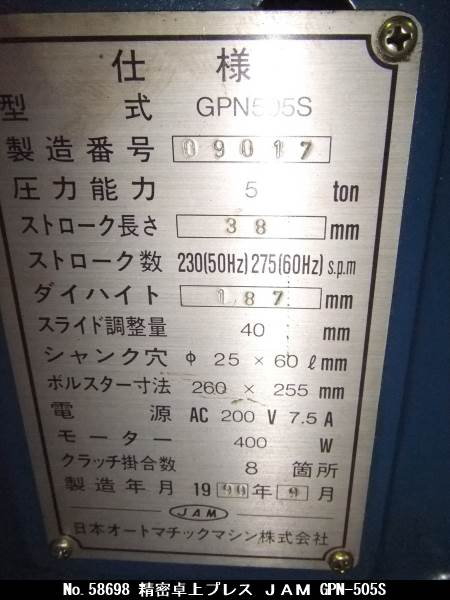 仕 様
型 式 GPN505S
製造番号 09017
圧力能力 5 ton
ストローク長さ 38 mm
ストローク数 230(50Hz)275(60Hz)s.p.m
ダイハイト 187 mm
スライド調整量 40 mm
シャンク穴 φ 25 × 60 ℓmm
ボルスター寸法 260 × 255 mm
電 源 AC 200 V 7.5 A
モーター 400 W
クラッチ掛合数 8 箇所
製造年月 1990年9月
JAM
日本オートマチックマシン株式会社
No.58698 精密卓上プレス JAM GPN-505S